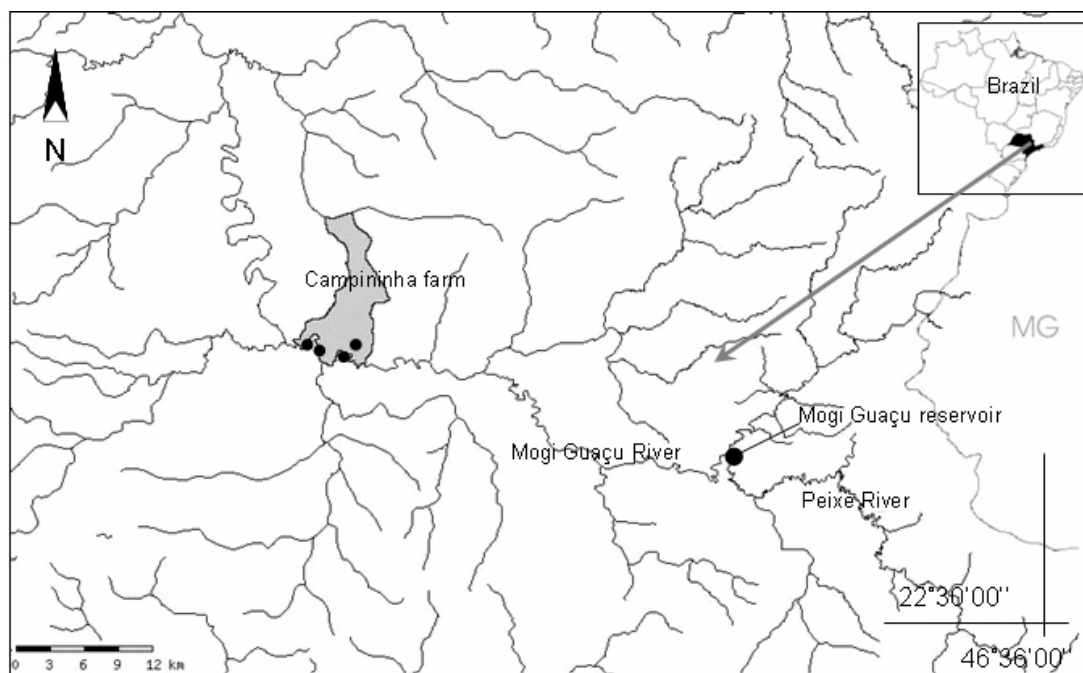 Brazil
N
Campininha farm
MG
Mogi Guaçu reservoir
Mogi Guaçu River
Peixe River
22°30'00"
46°36'00"
0 3 6 9 12 km